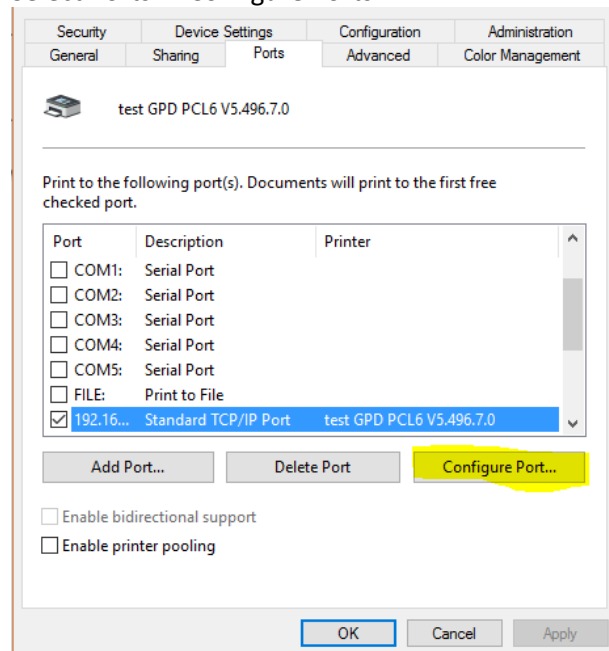 Security Device Settings Configuration Administration
General Sharing Ports Advanced Color Management
test GPD PCL6 V5.496.7.0
Print to the following port(s). Documents will print to the first free
checked port.
Port Description Printer
COM1: Serial Port
COM2: Serial Port
COM3: Serial Port
COM4: Serial Port
COM5: Serial Port
FILE: Print to File
192.16... Standard TCP/IP Port test GPD PCL6 V5.496.7.0
Add Port... Delete Port Configure Port...
Enable bidirectional support
Enable printer pooling
OK Cancel Apply